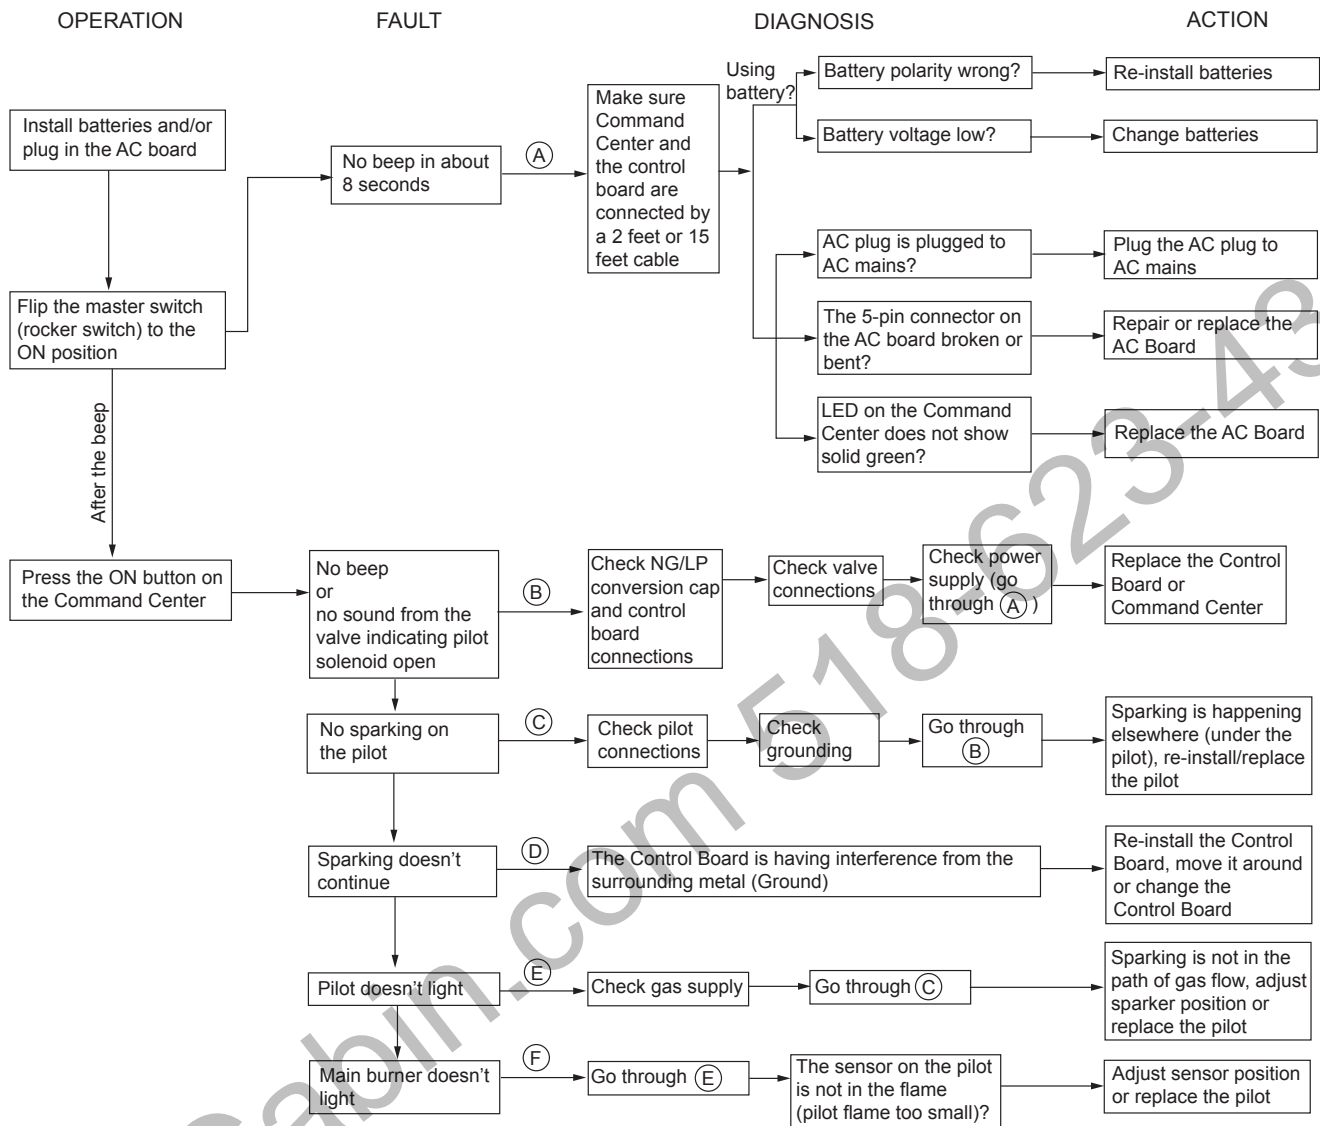 OPERATION
FAULT
DIAGNOSIS
ACTION
Install batteries and/or
plug in the AC board
No beep in about
8 seconds
A
Make sure
Command
Center and
the control
board are
connected by
a 2 feet or 15
feet cable
Using
battery?
Battery polarity wrong?
Re-install batteries
Battery voltage low?
Change batteries
AC plug is plugged to
AC mains?
Plug the AC plug to
AC mains
Flip the master switch
(rocker switch) to the
ON position
The 5-pin connector on
the AC board broken or
bent?
Repair or replace the
AC Board
LED on the Command
Center does not show
solid green?
Replace the AC Board
After the beep
Press the ON button on
the Command Center
No beep
or
no sound from the
valve indicating pilot
solenoid open
B
Check NG/LP
conversion cap
and control
board
connections
Check valve
connections
Check power
supply (go
through A )
Replace the Control
Board or
Command Center
No sparking on
the pilot
C
Check pilot
connections
Check
grounding
Go through
B
Sparking is happening
elsewhere (under the
pilot), re-install/replace
the pilot
Sparking doesn't
continue
D
The Control Board is having interference from the
surrounding metal (Ground)
Re-install the Control
Board, move it around
or change the
Control Board
Pilot doesn't light
E
Check gas supply
Go through C
Sparking is not in the
path of gas flow, adjust
sparker position or
replace the pilot
Main burner doesn't
light
F
Go through E
The sensor on the pilot
is not in the flame
(pilot flame too small)?
Adjust sensor position
or replace the pilot
Cabin.com 518-623-43